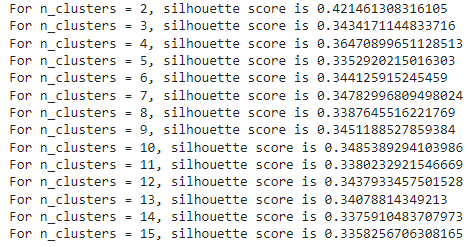 For n_clusters = 2, silhouette score is 0.421461308316105
For n_clusters = 3, silhouette score is 0.3434171144833716
For n_clusters = 4, silhouette score is 0.36470899651128513
For n_clusters = 5, silhouette score is 0.3352920215016303
For n_clusters = 6, silhouette score is 0.344125915245459
For n_clusters = 7, silhouette score is 0.34782996809498024
For n_clusters = 8, silhouette score is 0.3387645516221769
For n_clusters = 9, silhouette score is 0.3451188527859384
For n_clusters = 10, silhouette score is 0.3485389294103986
For n_clusters = 11, silhouette score is 0.3380232921546669
For n_clusters = 12, silhouette score is 0.3437933457501528
For n_clusters = 13, silhouette score is 0.34078814349213
For n_clusters = 14, silhouette score is 0.3375910483707973
For n_clusters = 15, silhouette score is 0.3358256706308165